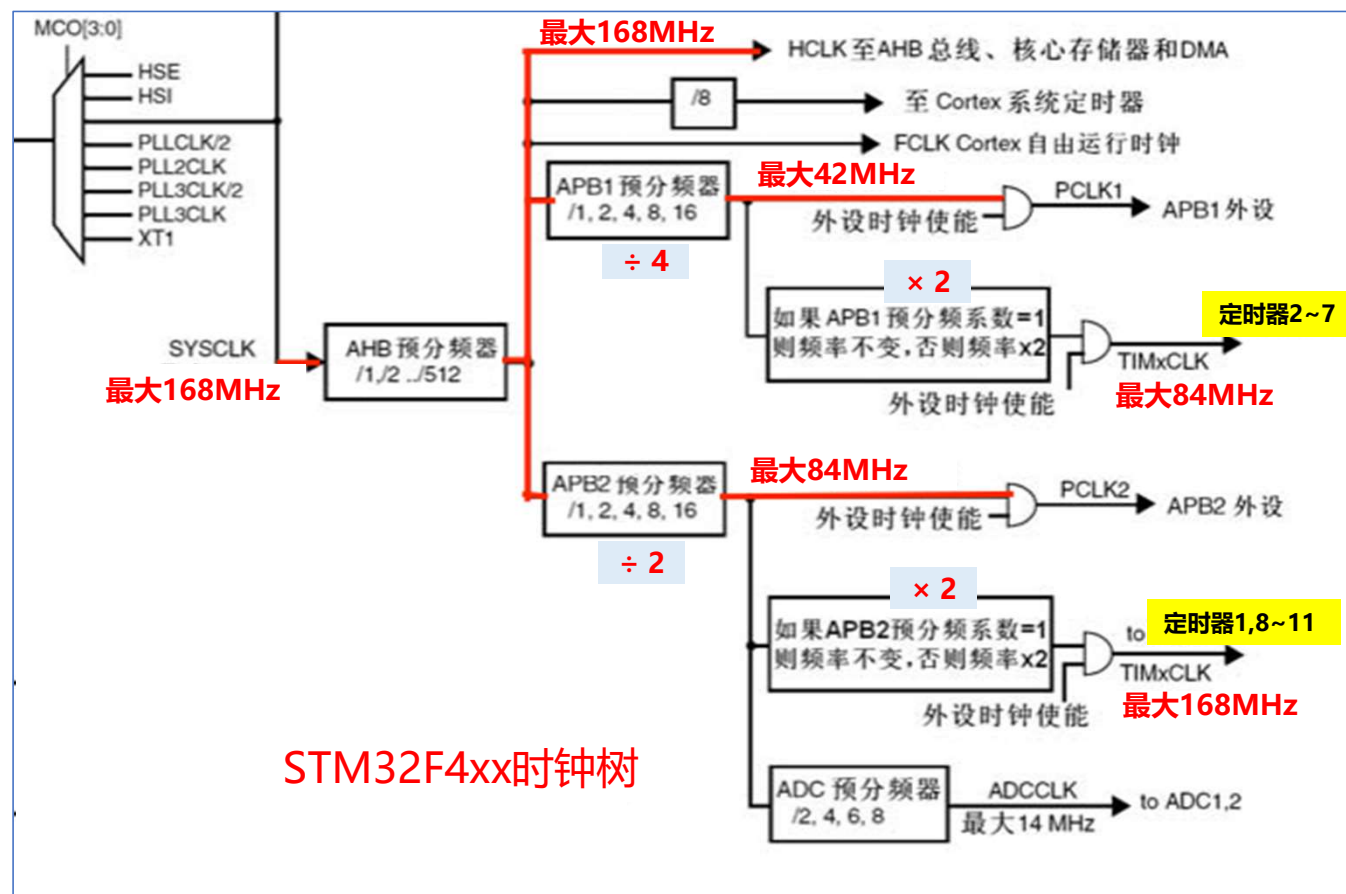 MCO[3:0]
HSE
HSI
PLLCLK/2
PLL2CLK
PLL3CLK/2
PLL3CLK
XT1
最大168MHz
HCLK 至AHB 总线、核心存储器和DMA
/8
至 Cortex 系统定时器
FCLK Cortex 自由运行时钟
APB1 预分频器
/1, 2, 4, 8, 16
÷ 4
最大42MHz
外设时钟使能
PCLK1
APB1 外设
× 2
如果APB1预分频系数=1
则频率不变,否则频率x2
定时器2~7
TIMxCLK
最大84MHz
外设时钟使能
SYSCLK
最大168MHz
AHB 预分频器
/1,/2 ../512
APB2 预分频器
/1, 2, 4, 8, 16
÷ 2
最大84MHz
外设时钟使能
PCLK2
APB2 外设
× 2
如果APB2预分频系数=1
则频率不变,否则频率x2
to
定时器1,8~11
TIMxCLK
最大168MHz
外设时钟使能
STM32F4xx时钟树
ADC 预分频器
/2, 4, 6, 8
ADCCLK
最大14 MHz
to ADC1,2